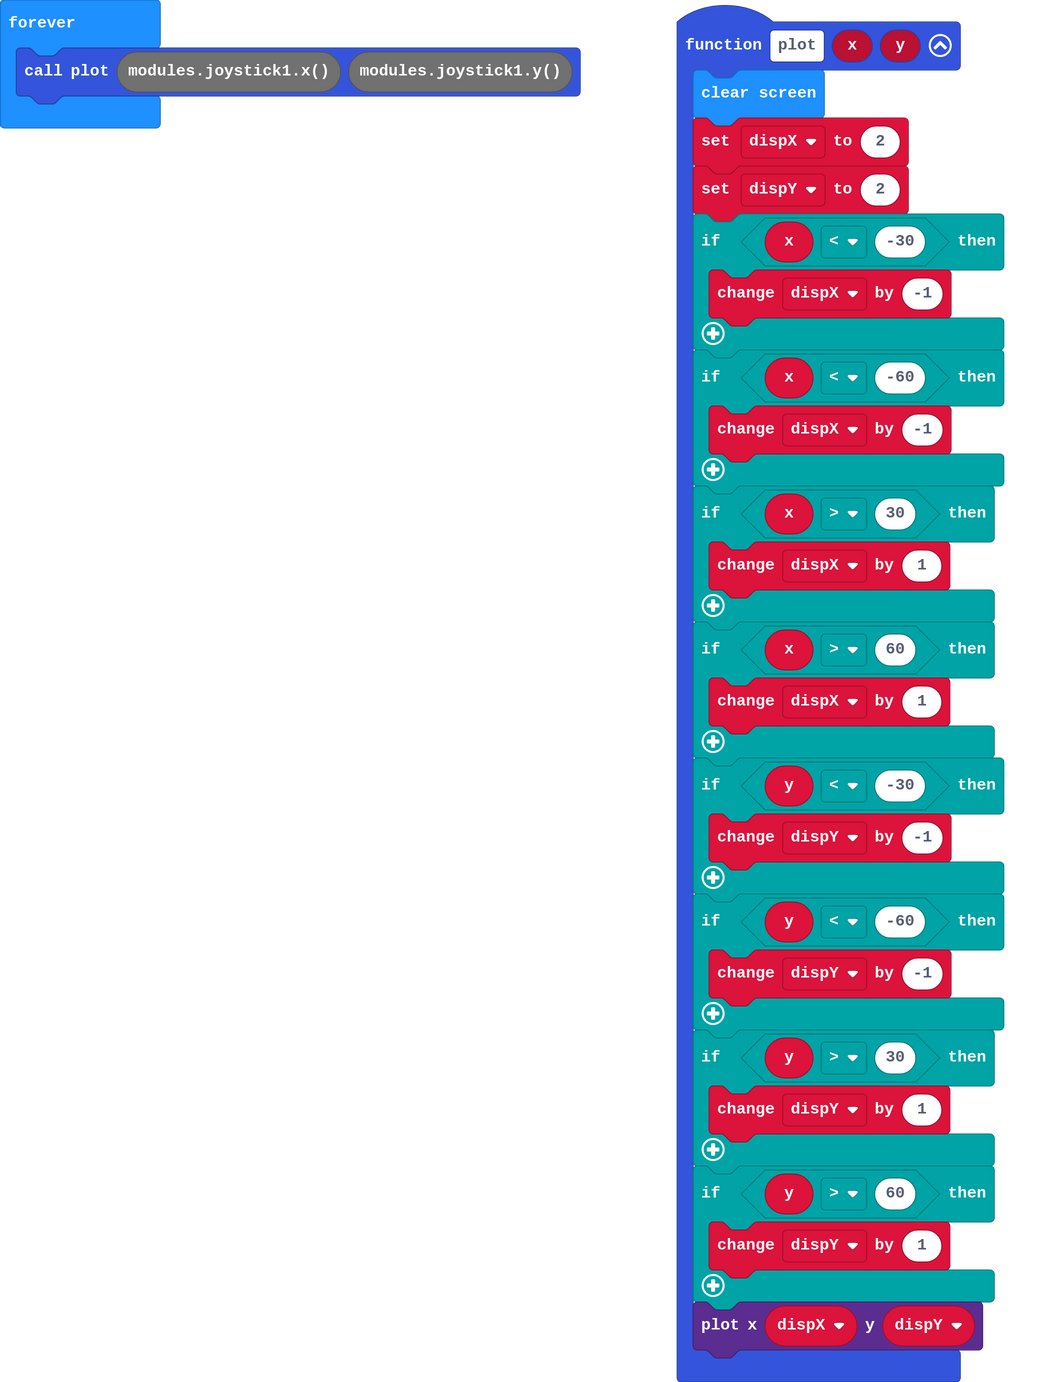 forever
call plot modules.joystick1.x() modules.joystick1.y()
function plot x y
clear screen
set dispX to 2
set dispY to 2
if x < -30 then
change dispX by -1
if x < -60 then
change dispX by -1
if x > 30 then
change dispX by 1
if x > 60 then
change dispX by 1
if y < -30 then
change dispY by -1
if y < -60 then
change dispY by -1
if y > 30 then
change dispY by 1
if y > 60 then
change dispY by 1
plot x dispX y dispY